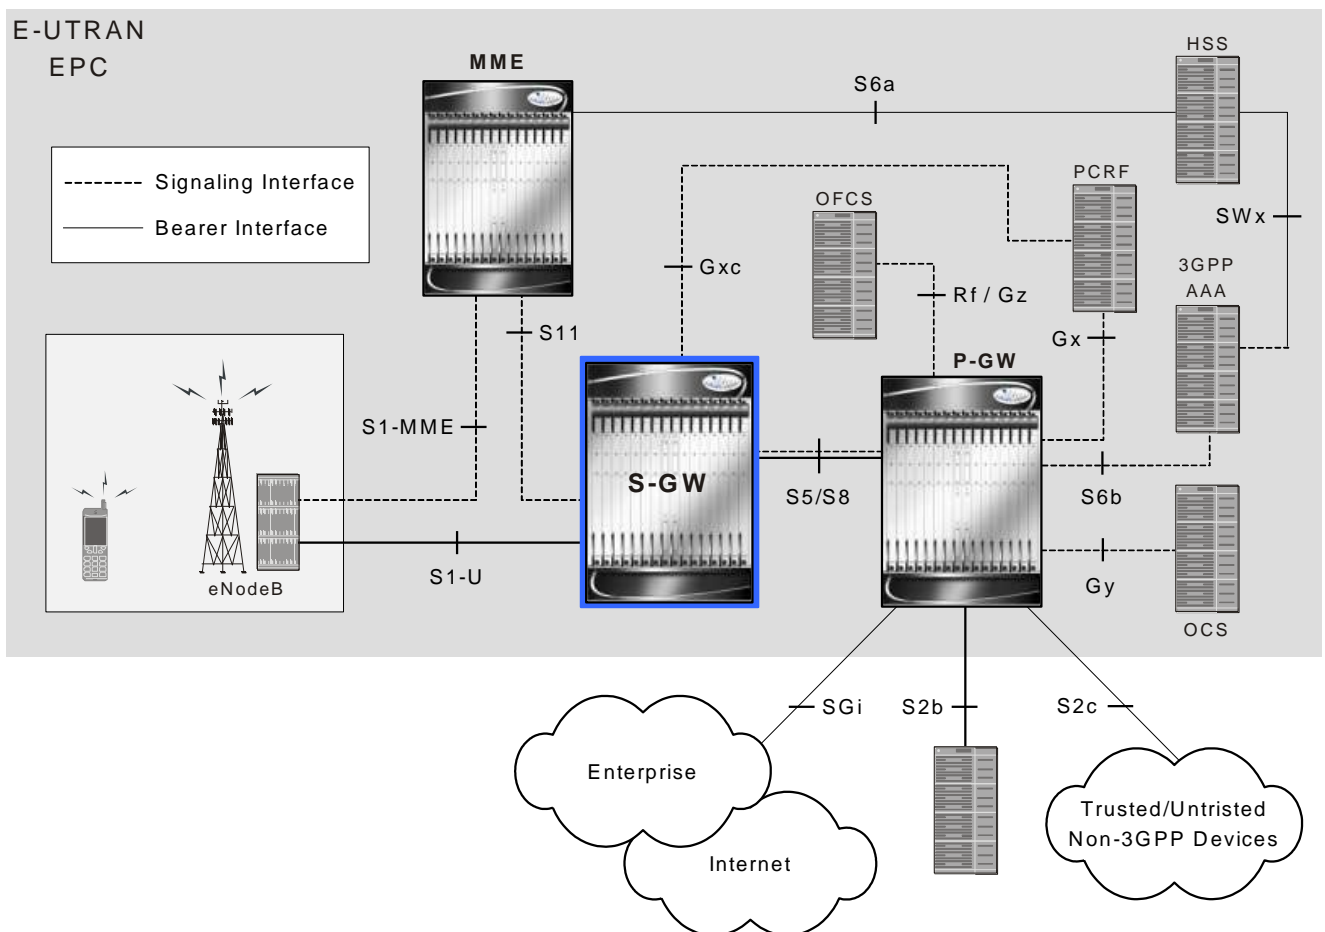 E-UTRAN
EPC
MME
HSS
S6a
Signaling Interface
Bearer Interface
OFCS
PCRF
SWx
Gxc
Rf / Gz
3GPP
AAA
S11
Gx
P-GW
S1-MME
S-GW
S5/S8
S6b
S1-U
eNodeB
Gy
OCS
SGi
S2b
S2c
Enterprise
Internet
Trusted/Untristed
Non-3GPP Devices